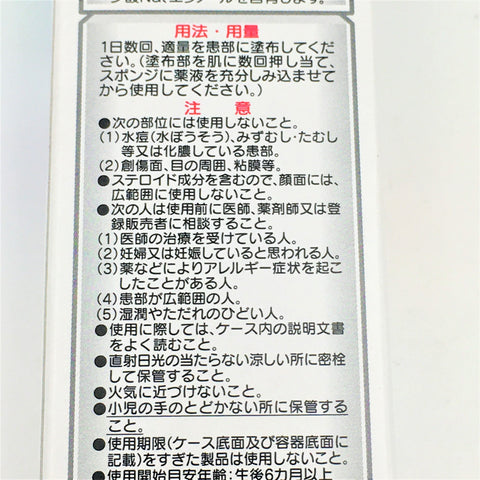 用法・用量
1日数回、適量を患部に塗布してくだ
さい。(塗布部を肌に数回押し当て、
スポンジに薬液を充分しみ込ませて
から使用してください。)
注 意
●次の部位には使用しないこと。
(1)水痘(水ぼうそう)、みずむし・たむし
等又は化膿している患部。
(2)創傷面、目の周囲、粘膜等。
●ステロイド成分を含むので、顔面には、
広範囲に使用しないこと。
●次の人は使用前に医師、薬剤師又は登
録販売者に相談すること。
(1)医師の治療を受けている人。
(2)妊婦又は妊娠していると思われる人。
(3)薬などによりアレルギー症状を起こ
したことがある人。
(4)患部が広範囲の人。
(5)湿潤やただれのひどい人。
●使用に際しては、ケース内の説明文書
をよく読むこと。
●直射日光の当たらない涼しい所に密栓
して保管すること。
●火気に近づけないこと。
●小児の手のとどかない所に保管する
こと。
●使用期限(ケース底面及び容器底面に
記載)をすぎた製品は使用しないこと。
●使用開始目安年齢:生後6カ月以上